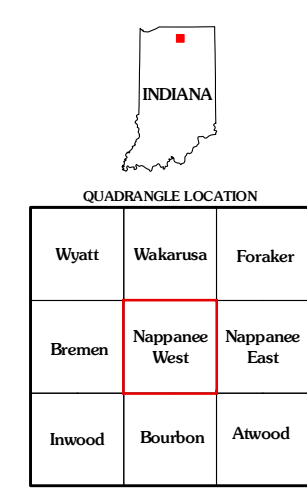 INDIANA
QUADRANGLE LOCATION
Wyatt Wakarusa Foraker
Bremen Nappanee West Nappanee East
Inwood Bourbon Atwood